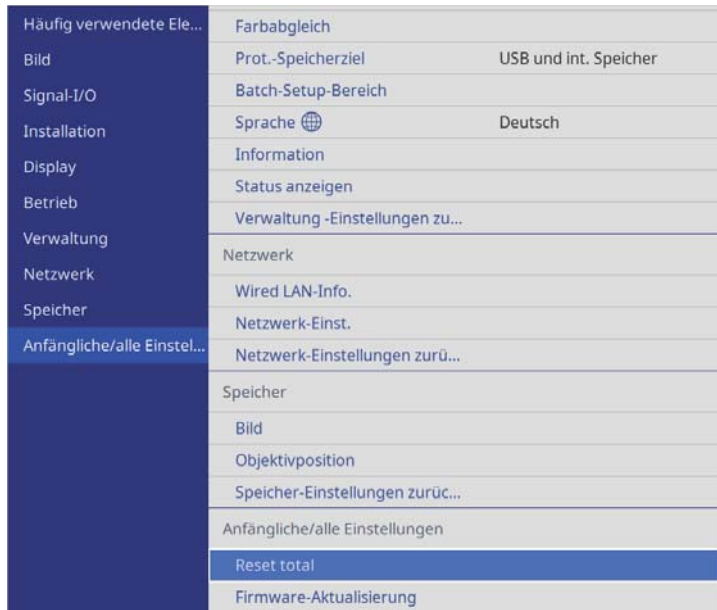 Häufig verwendete Ele...
Bild
Signal-I/O
Installation
Display
Betrieb
Verwaltung
Netzwerk
Speicher
Anfängliche/alle Einstel...
Farbabgleich
Prot.-Speicherziel USB und int. Speicher
Batch-Setup-Bereich
Sprache Deutsch
Information
Status anzeigen
Verwaltung -Einstellungen zu...
Netzwerk
Wired LAN-Info.
Netzwerk-Einst.
Netzwerk-Einstellungen zurü...
Speicher
Bild
Objektivposition
Speicher-Einstellungen zurüc...
Anfängliche/alle Einstellungen
Reset total
Firmware-Aktualisierung